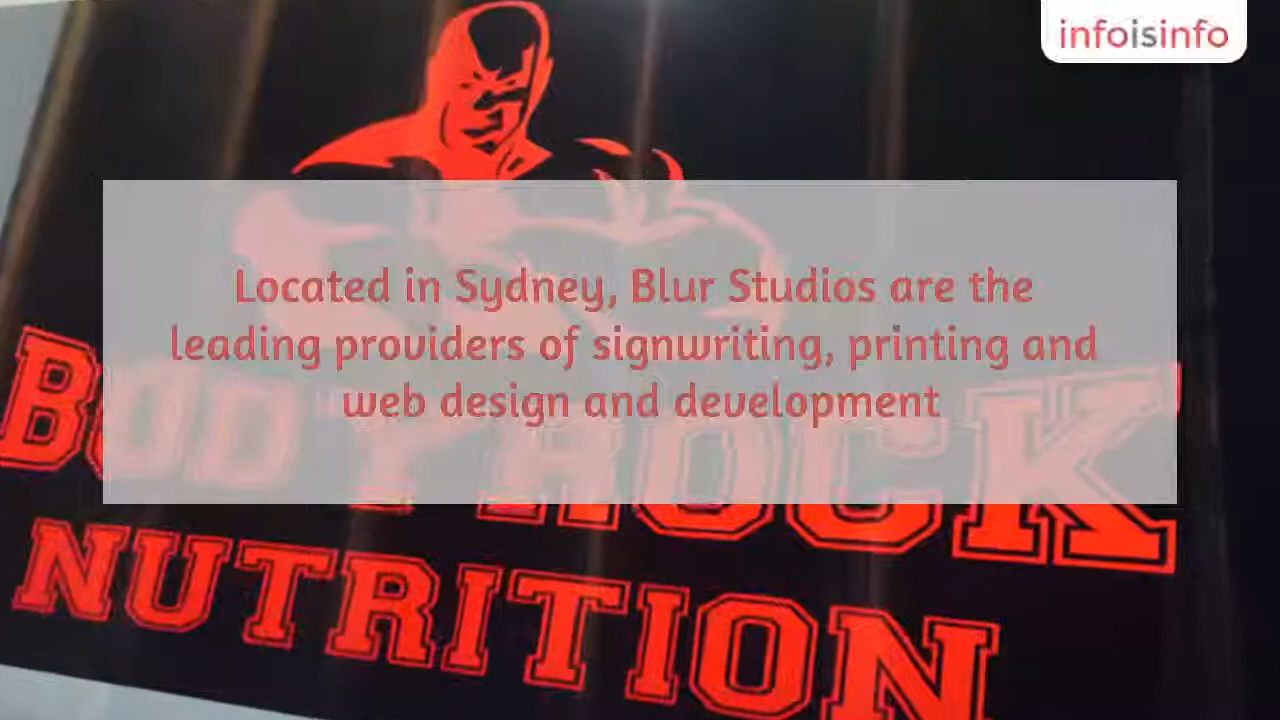 infoisinfo
Located in Sydney, Blur Studios are the
leading providers of signwriting, printing and
web design and development
BODYROCK
NUTRITION